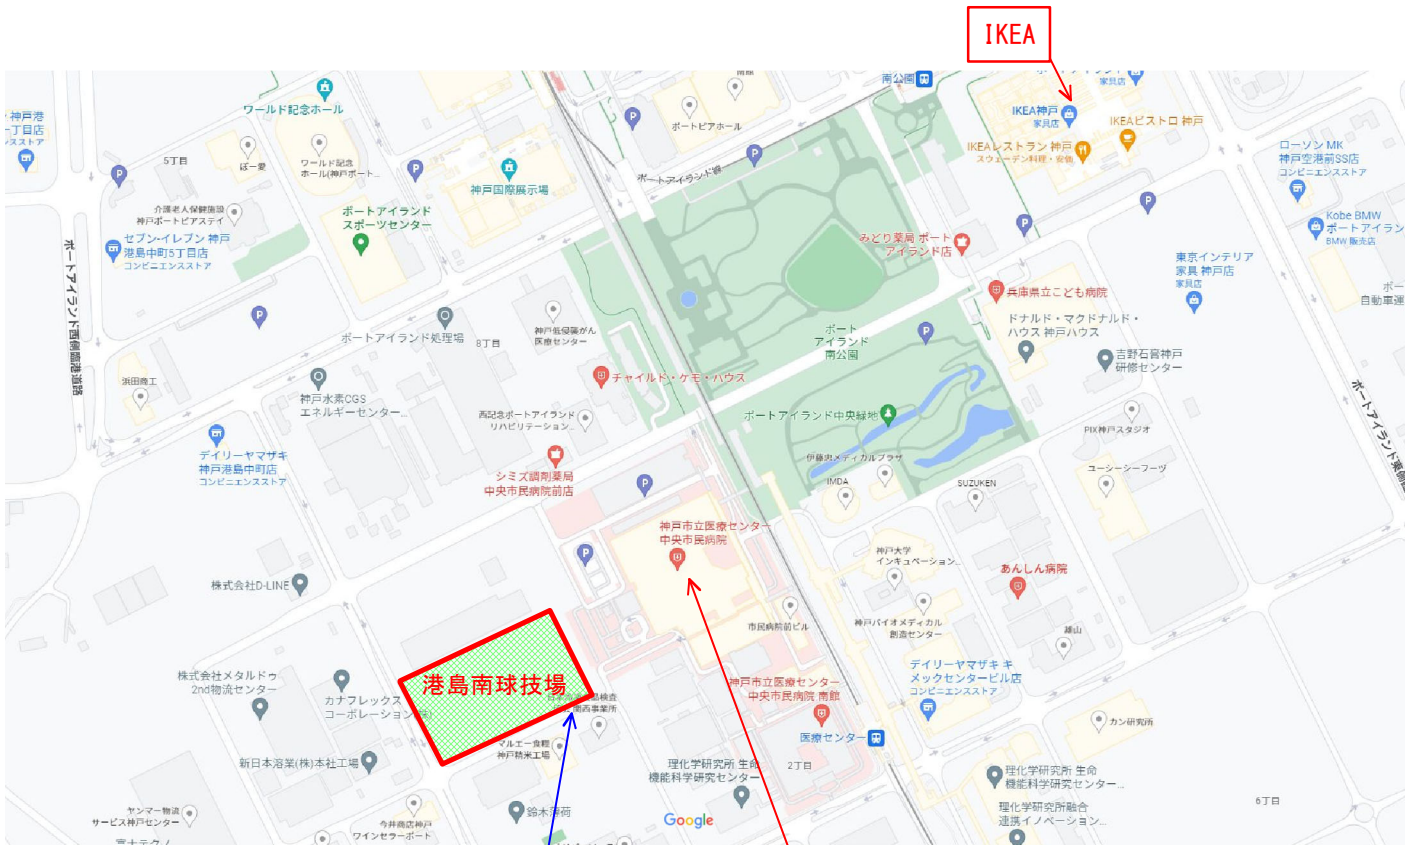 IKEA
南公園
家具店
ワールド記念ホール
ポートピアホール
IKEA神戸
家具店
IKEAビストロ 神戸
IKEAレストラン 神戸
スウェーデン料理・安価
ローソン MK
神戸空港前SS店
コンビニエンスストア
5丁目
ぽー愛
ワールド記念
ホール(神戸ポート...
神戸国際展示場
ポートアイランド線
介護老人保健施設
神戸ポートピアステイ
ポートアイランド
スポーツセンター
セブン-イレブン 神戸
港島中町5丁目店
コンビニエンスストア
みどり薬局 ポート
アイランド店
Kobe BMW
ポートアイラン
BMW 販売店
東京インテリア
家具 神戸店
家具店
ポートアイランド西側臨港道路
兵庫県立こども病院
自動車運
ポートアイランド処理場
8丁目
神戸低侵襲がん
医療センター
ポート
アイランド
南公園
ドナルド・マクドナルド・
ハウス 神戸ハウス
吉野石膏神戸
研修センター
浜田商工
神戸水素CGS
エネルギーセンター...
チャイルド・ケモ・ハウス
西記念ポートアイランド
リハビリテーション...
ポートアイランド中央緑地
PIX神戸スタジオ
デイリーヤマザキ
神戸港島中町店
コンビニエンスストア
シミズ調剤薬局
中央市民病院前店
伊藤忠メディカルプラザ
IMDA
SUZUKEN
ユーシーシーフーヅ
神戸市立医療センター
中央市民病院
神戸大学
インキュベーション...
あんしん病院
株式会社D-LINE
市民病院前ビル
神戸バイオメディカル
創造センター
港島南球技場
株式会社メタルドゥ
2nd物流センター
カナフレックス
コーポレーション(株)
関西事業所
神戸市立医療センター
中央市民病院 南館
デイリーヤマザキ キ
メックセンタービル店
コンビニエンスストア
カン研究所
医療センター
マルエー食糧
神戸精米工場
新日本溶業(株)本社工場
理化学研究所 生命
機能科学研究センター
2丁目
理化学研究所 生命
機能科学研究センター...
6丁目
ヤンマー物流
サービス神戸センター
今井商店神戸
ワインセラーポート
鈴木薄荷
Google
理化学研究所融合
連携イノベーション...